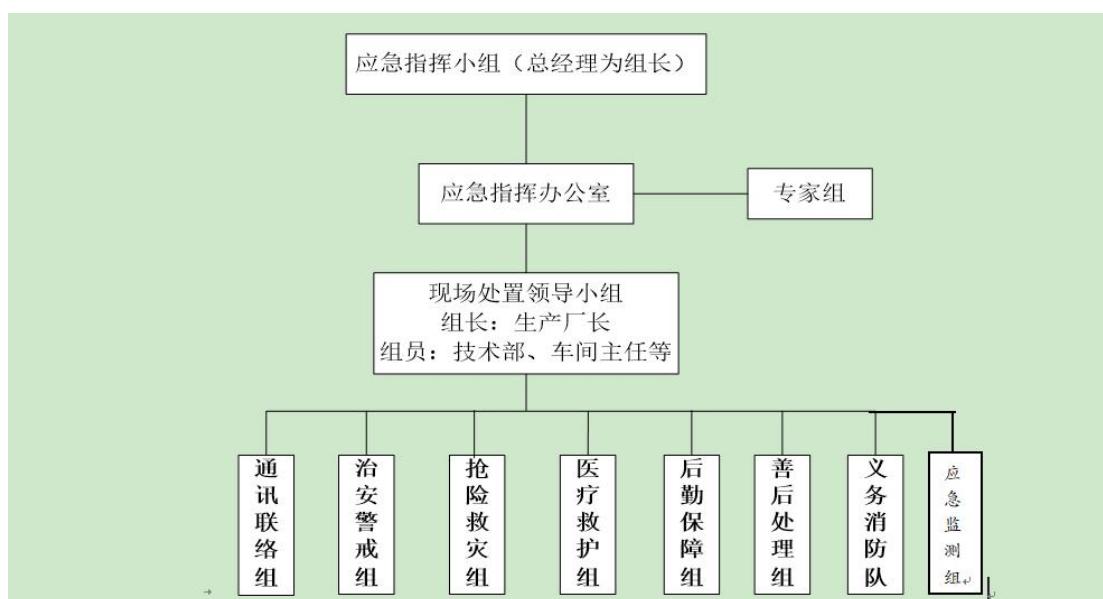 应急指挥小组（总经理为组长）
应急指挥办公室
专家组
现场处置领导小组
组长：生产厂长
组员：技术部、车间主任等
通讯联络组
治安警戒组
抢险救灾组
医疗救护组
后勤保障组
善后处理组
义务消防队
应急监测组